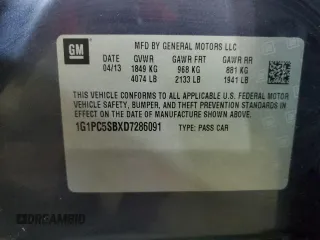 GM
MFD BY GENERAL MOTORS LLC
DATE GVWR GAWR FRT GAWR RR
04/13 1849 KG 968 KG 881 KG
4074 LB 2133 LB 1941 LB
THIS VEHICLE CONFORMS TO ALL APPLICABLE U.S. FEDERAL MOTOR
VEHICLE SAFETY, BUMPER, AND THEFT PREVENTION STANDARDS IN
EFFECT ON THE DATE OF MANUFACTURE SHOWN ABOVE.
1G1PC5SBXD7286091 TYPE: PASS CAR